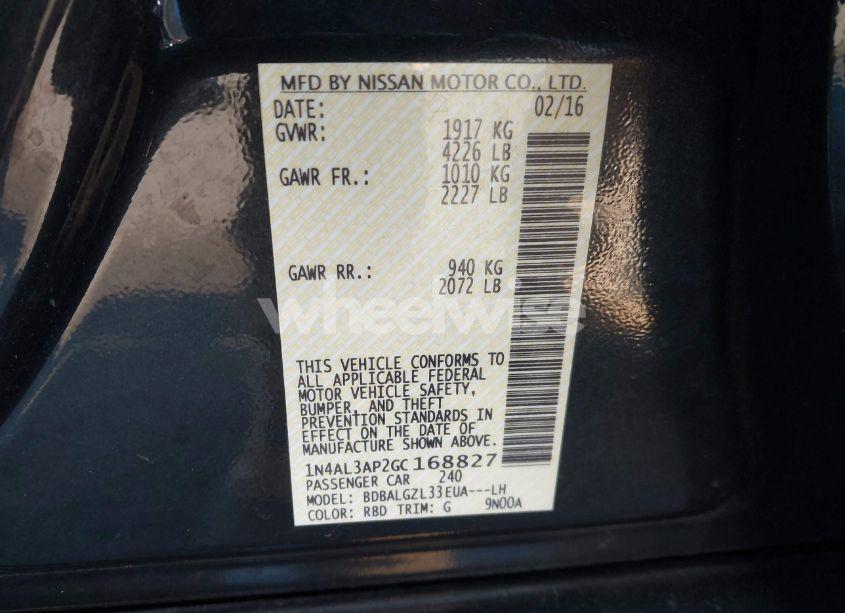 MFD BY NISSAN MOTOR CO., LTD.
DATE: 02/16
GVWR: 1917 KG
4226 LB
GAWR FR.: 1010 KG
2227 LB
GAWR RR.: 940 KG
2072 LB
wheelwise
THIS VEHICLE CONFORMS TO
ALL APPLICABLE FEDERAL
MOTOR VEHICLE SAFETY,
BUMPER, AND THEFT
PREVENTION STANDARDS IN
EFFECT ON THE DATE OF
MANUFACTURE SHOWN ABOVE.
1N4AL3AP2GC168827
PASSENGER CAR 240
MODEL: BDBALGZL33EUA---LH
COLOR: RBD TRIM: G 9N00A